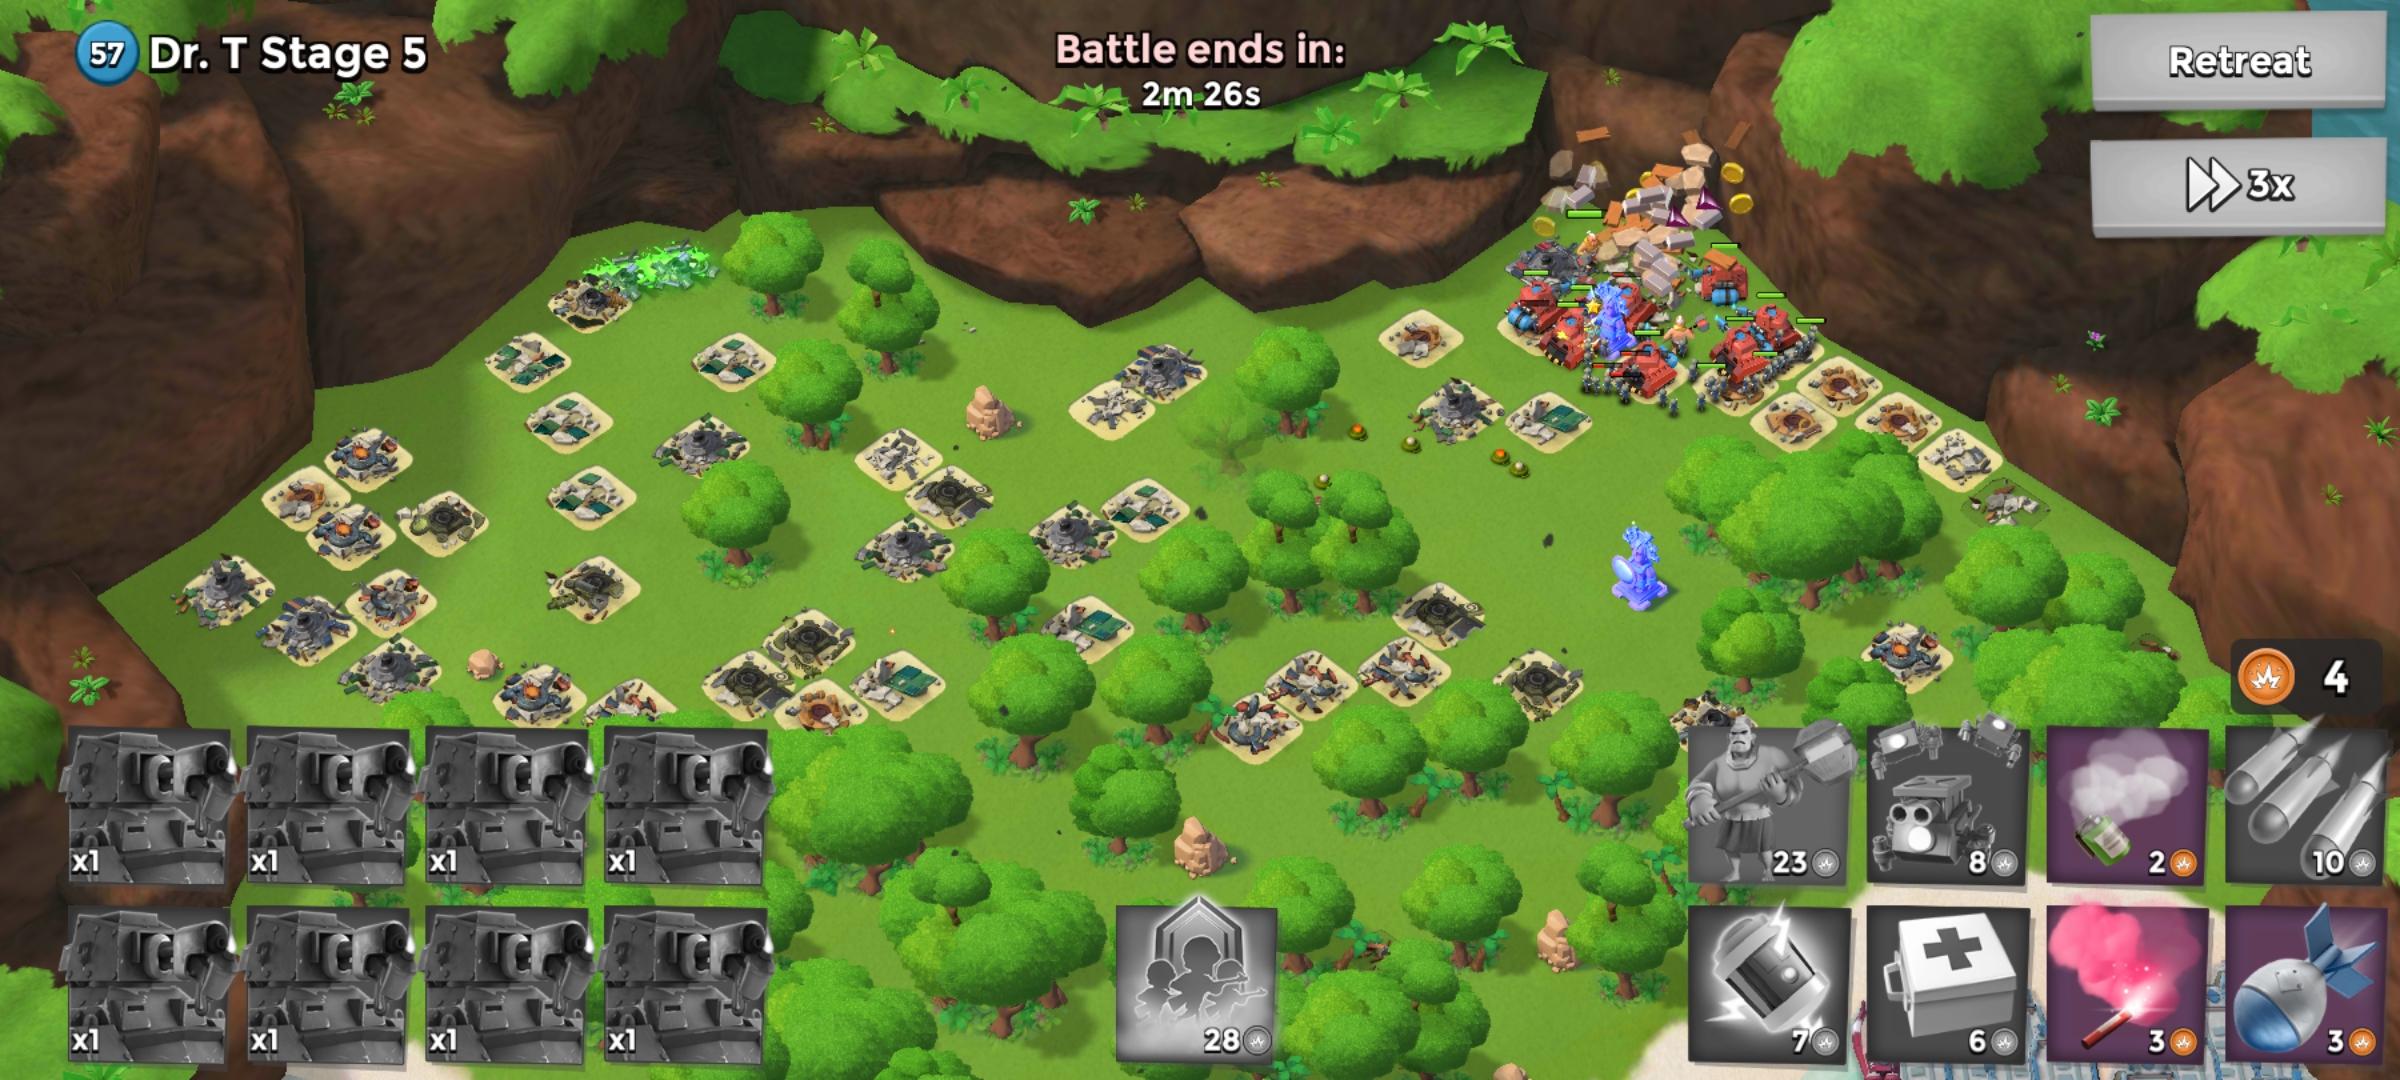 57 Dr. T Stage 5
Battle ends in:
2m 26s
Retreat
3x
4
x1 x1 x1 x1
23 8 2 10
x1 x1 x1 x1
28
7 6 3 3